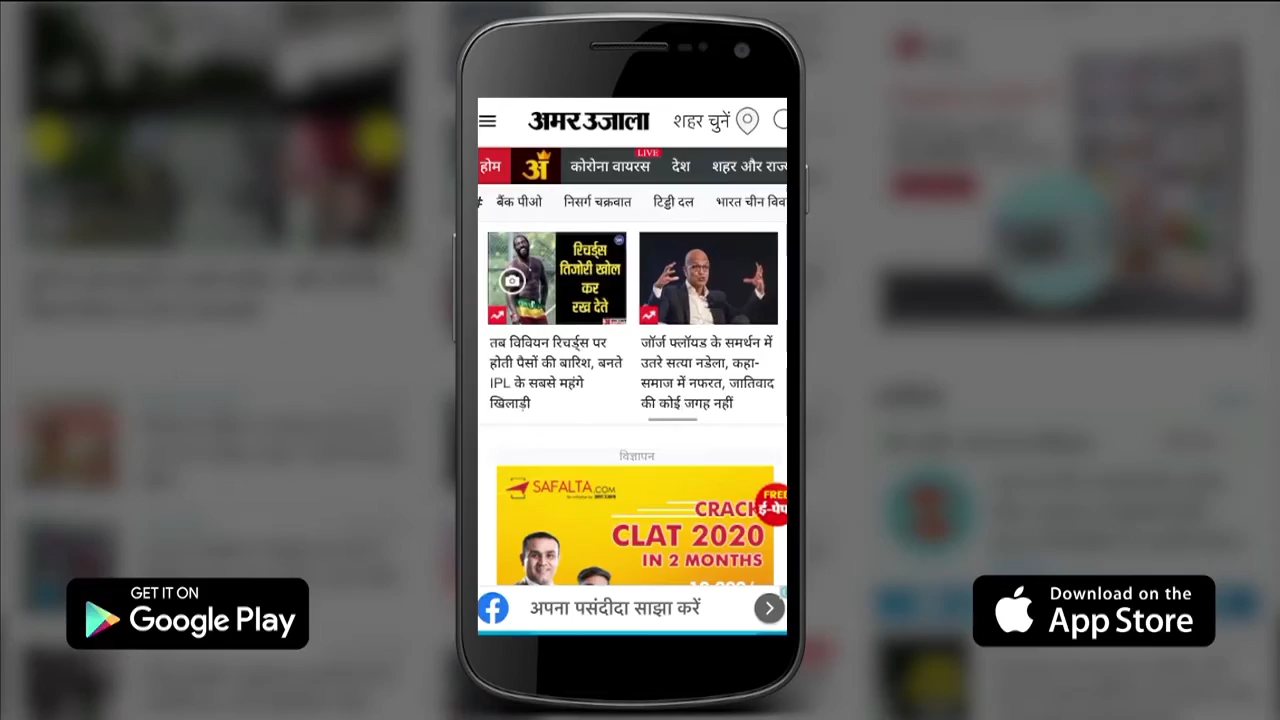 अमर उजाला
शहर चुनें
LIVE
होम
अ
कोरोना वायरस
देश
शहर और राज्
# बैंक पीओ
निसर्ग चक्रवात
टिड्डी दल
भारत चीन विव
रिचर्ड्स
तिजोरी खोल
कर
रख देते
तब विवियन रिचर्ड्स पर
होती पैसों की बारिश, बनते
IPL के सबसे महंगे
खिलाड़ी
जॉर्ज फ्लॉयड के समर्थन में
उतरे सत्या नडेला, कहा-
समाज में नफरत, जातिवाद
की कोई जगह नहीं
विज्ञापन
SAFALTA.COM
CRACK
CLAT 2020
IN 2 MONTHS
FREE
ई-पेप
अपना पसंदीदा साझा करें
GET IT ON
Google Play
Download on the
App Store